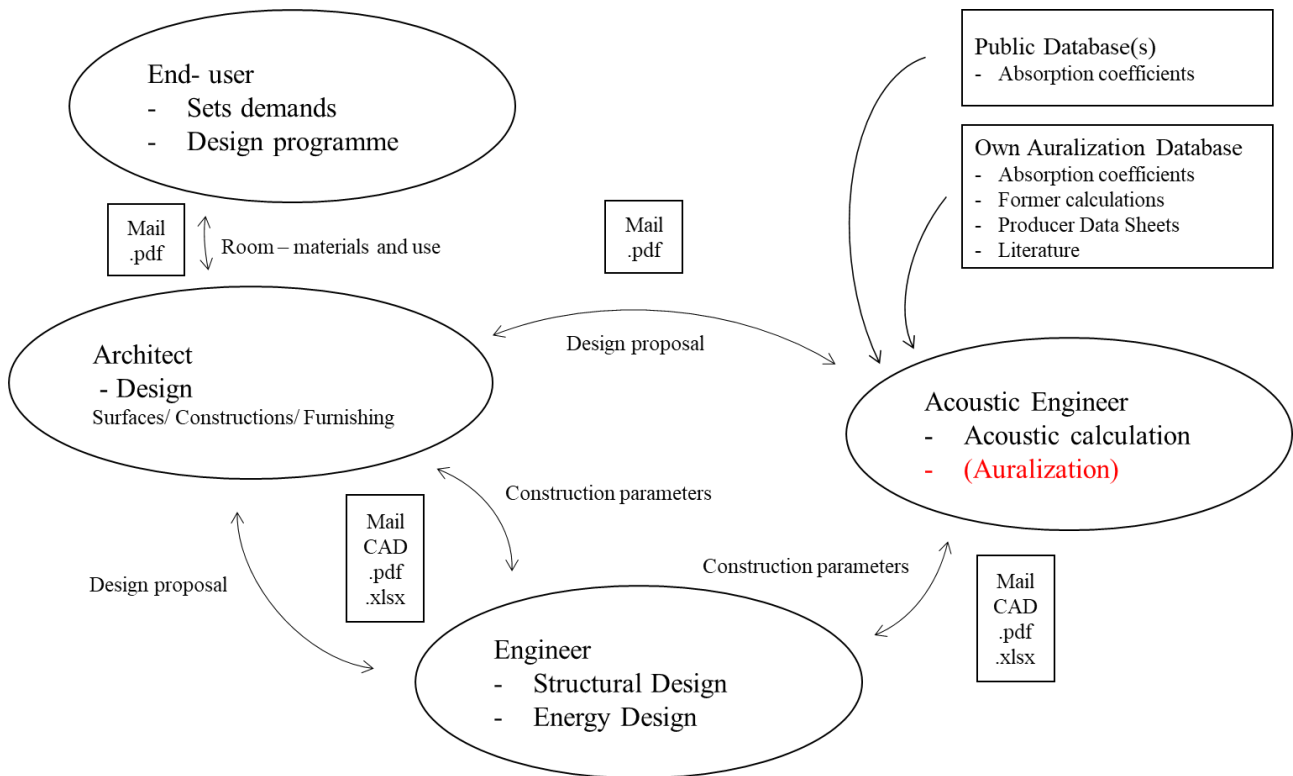 End- user
- Sets demands
- Design programme
Public Database(s)
- Absorption coefficients
Own Auralization Database
- Absorption coefficients
- Former calculations
- Producer Data Sheets
- Literature
Mail
.pdf
Room – materials and use
Mail
.pdf
Design proposal
Architect
- Design
Surfaces/ Constructions/ Furnishing
Acoustic Engineer
- Acoustic calculation
- (Auralization)
Construction parameters
Mail
CAD
.pdf
.xlsx
Design proposal
Construction parameters
Mail
CAD
.pdf
.xlsx
Engineer
- Structural Design
- Energy Design